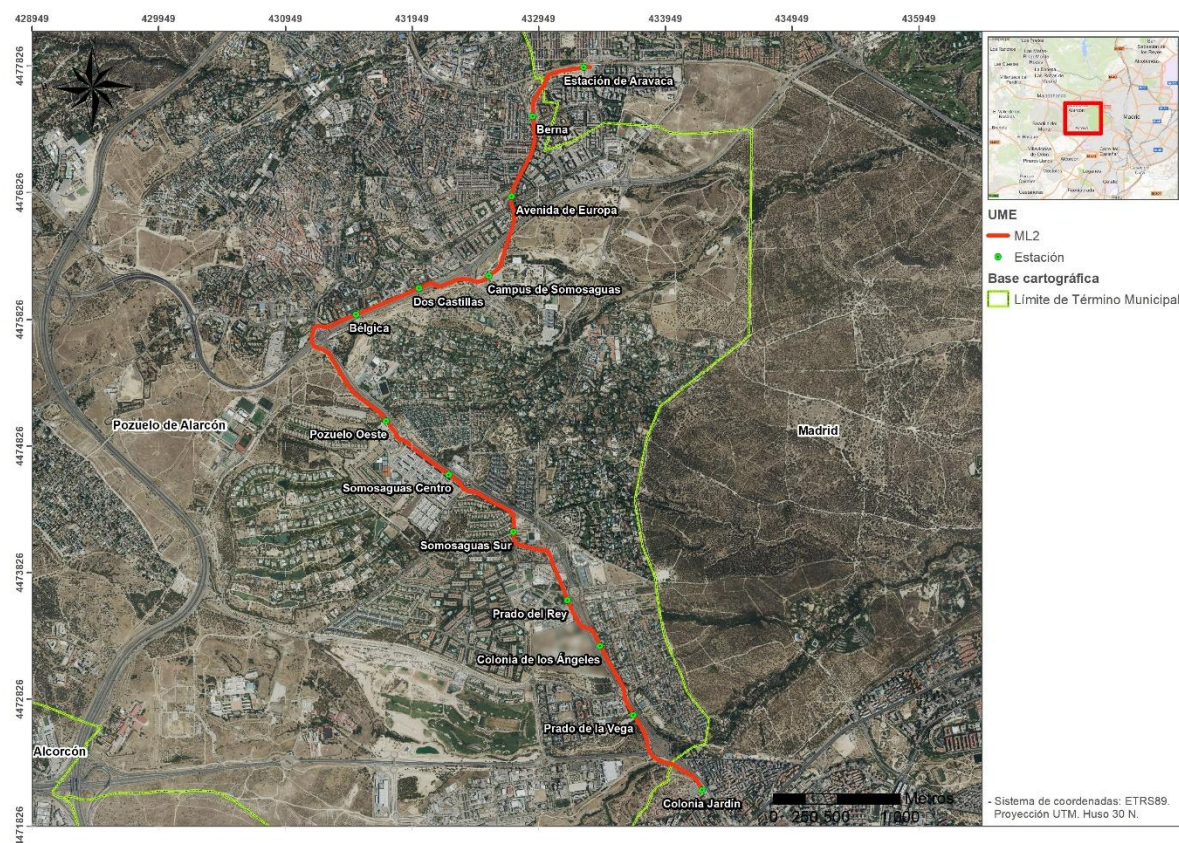 428949 429949 430949 431949 432949 433949 434949 435949
4477826
4476826
4475826
4474826
4473826
4472826
4471826
Estación de Aravaca
Berna
Avenida de Europa
Campus de Somosaguas
Dos Castillas
Bélgica
Pozuelo de Alarcón
Pozuelo Oeste
Madrid
Somosaguas Centro
Somosaguas Sur
Prado del Rey
Colonia de los Ángeles
Prado de la Vega
Alcorcón
Colonia Jardín
Metros
0 250 500 1.000
Madrid
UME
ML2
Estación
Base cartográfica
Límite de Término Municipal
- Sistema de coordenadas: ETRS89.
Proyección UTM. Huso 30 N.